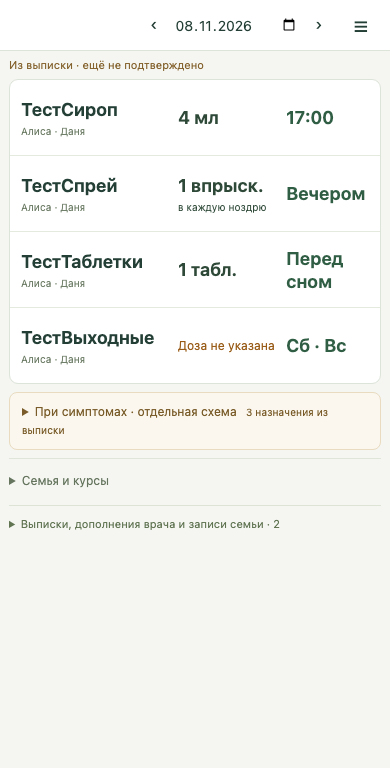 ‹ 08.11.2026 › ≡
Из выписки · ещё не подтверждено
ТестСироп 4 мл 17:00
Алиса · Даня
ТестСпрей 1 впрыск. Вечером
Алиса · Даня в каждую ноздрю
ТестТаблетки 1 табл. Перед сном
Алиса · Даня
ТестВыходные Доза не указана Сб · Вс
Алиса · Даня
▶ При симптомах · отдельная схема 3 назначения из
выписки
▶ Семья и курсы
▶ Выписки, дополнения врача и записи семьи · 2